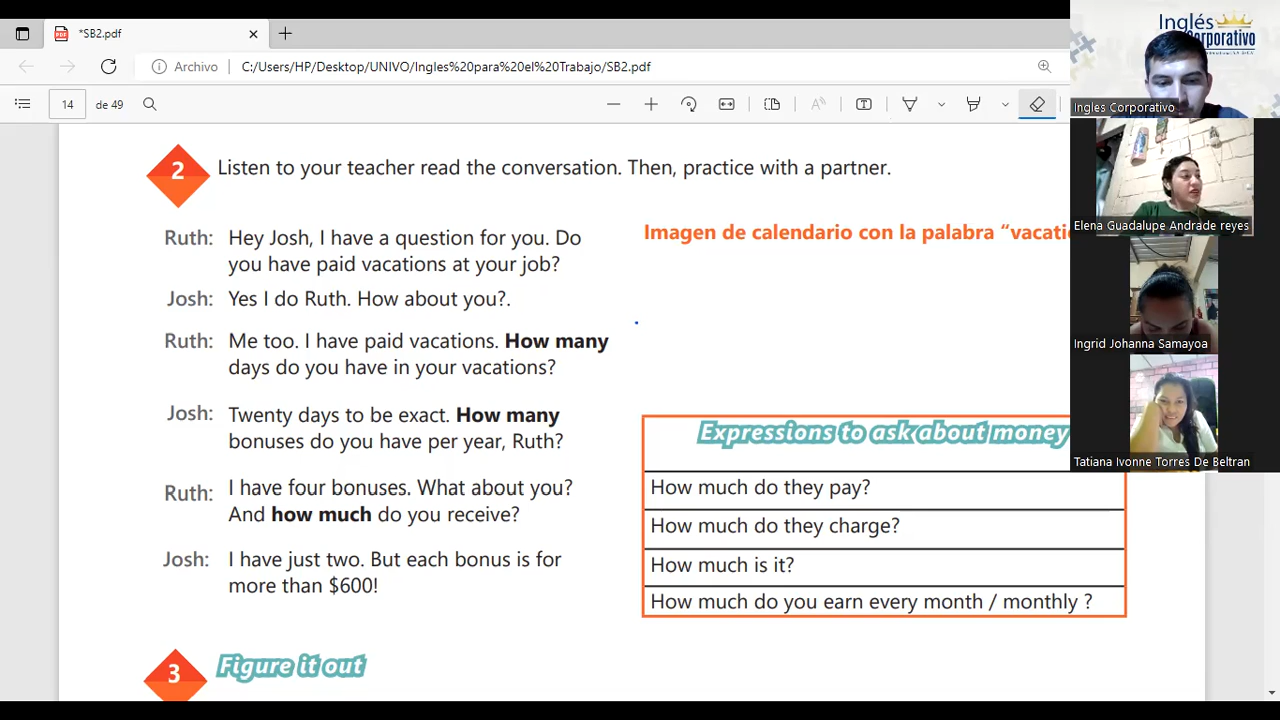 *SB2.pdf
Archivo
C:/Users/HP/Desktop/UNIVO/Ingles%20para%20el%20Trabajo/SB2.pdf
14 de 49
2 Listen to your teacher read the conversation. Then, practice with a partner.
Ruth: Hey Josh, I have a question for you. Do
you have paid vacations at your job?
Josh: Yes I do Ruth. How about you?.
Ruth: Me too. I have paid vacations. How many
days do you have in your vacations?
Josh: Twenty days to be exact. How many
bonuses do you have per year, Ruth?
Ruth: I have four bonuses. What about you?
And how much do you receive?
Josh: I have just two. But each bonus is for
more than $600!
Imagen de calendario con la palabra “vacati
Expressions to ask about money
How much do they pay?
How much do they charge?
How much is it?
How much do you earn every month / monthly ?
3 Figure it out
Inglés
Corporativo
Ingles Corporativo
Elena Guadalupe Andrade reyes
Ingrid Johanna Samayoa
Tatiana Ivonne Torres De Beltran